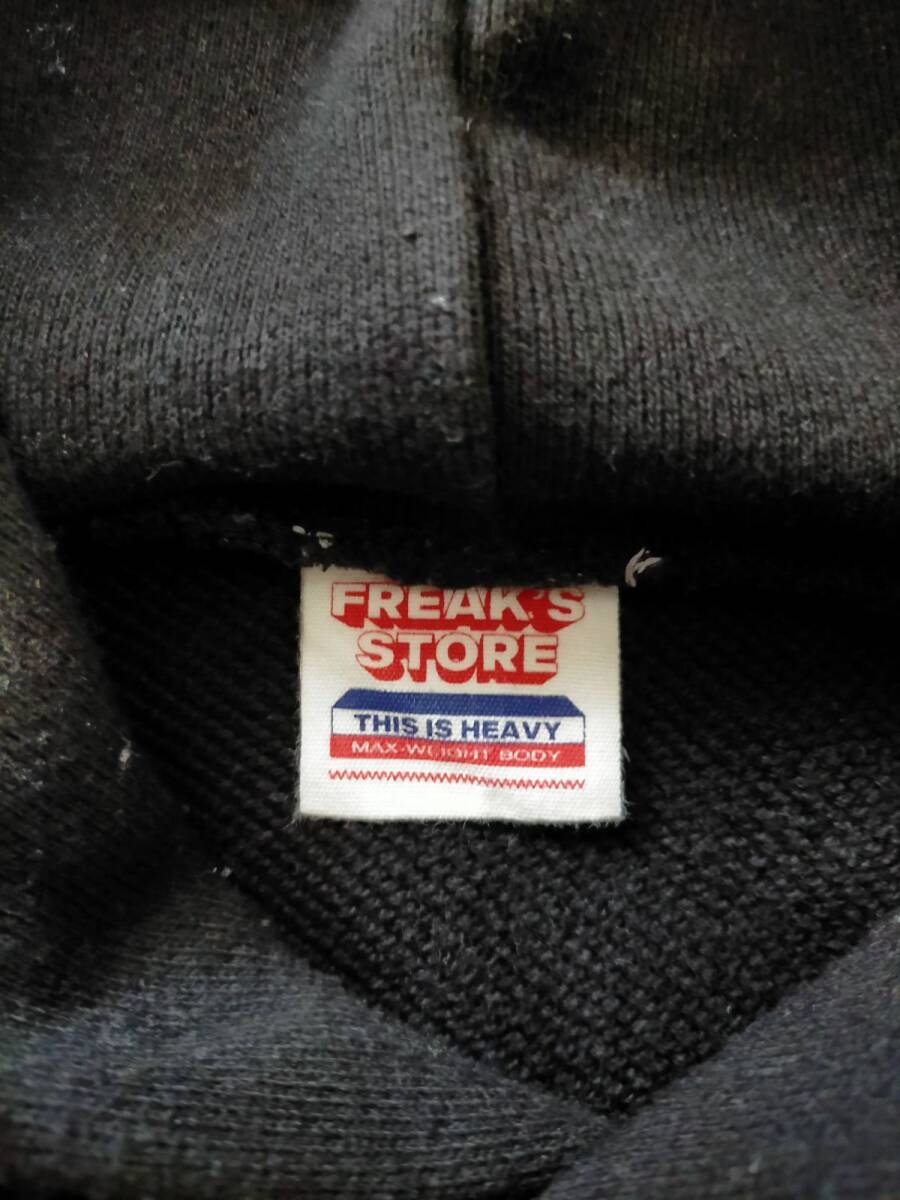 FREAK'S
STORE
THIS IS HEAVY
MAX-WEIGHT BODY